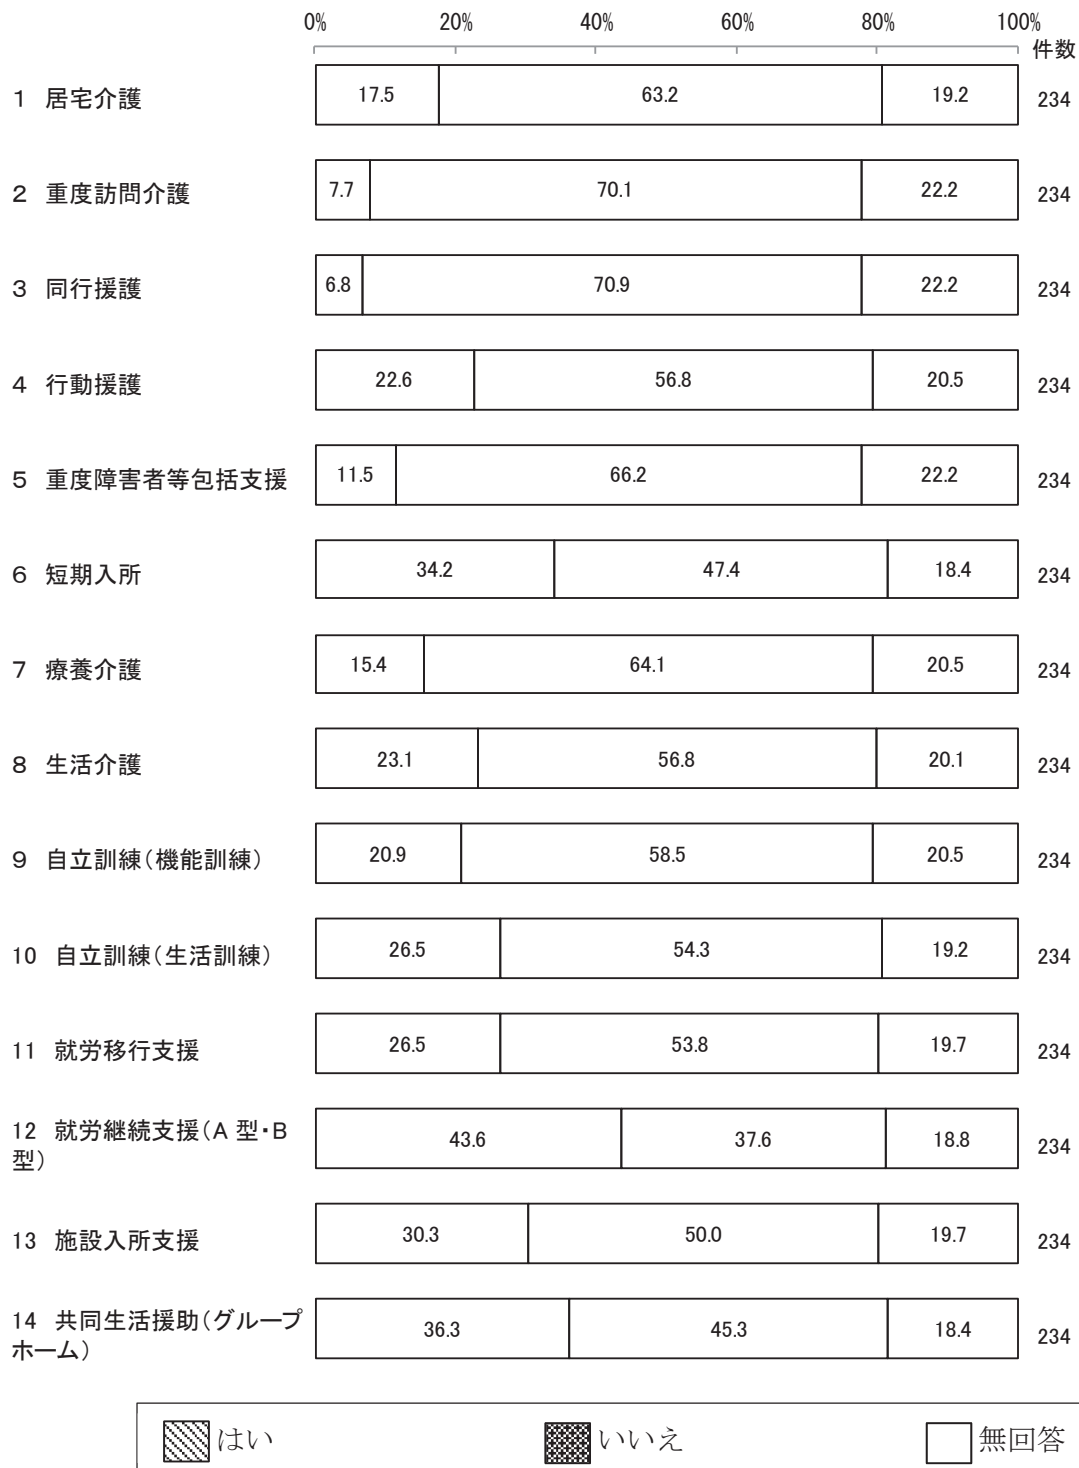 0% 20% 40% 60% 80% 100%
件数
1 居宅介護 17.5 63.2 19.2 234
2 重度訪問介護 7.7 70.1 22.2 234
3 同行援護 6.8 70.9 22.2 234
4 行動援護 22.6 56.8 20.5 234
5 重度障害者等包括支援 11.5 66.2 22.2 234
6 短期入所 34.2 47.4 18.4 234
7 療養介護 15.4 64.1 20.5 234
8 生活介護 23.1 56.8 20.1 234
9 自立訓練(機能訓練) 20.9 58.5 20.5 234
10 自立訓練(生活訓練) 26.5 54.3 19.2 234
11 就労移行支援 26.5 53.8 19.7 234
12 就労継続支援(A 型・B
型) 43.6 37.6 18.8 234
13 施設入所支援 30.3 50.0 19.7 234
14 共同生活援助(グループ
ホーム) 36.3 45.3 18.4 234
はい いいえ 無回答